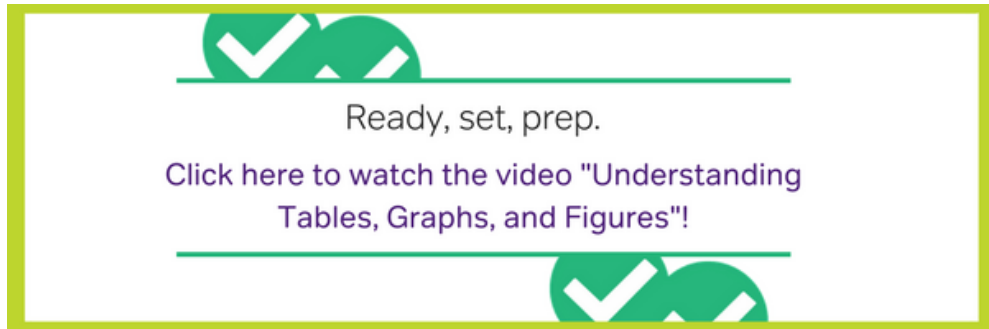 Ready, set, prep.
Click here to watch the video "Understanding
Tables, Graphs, and Figures"!